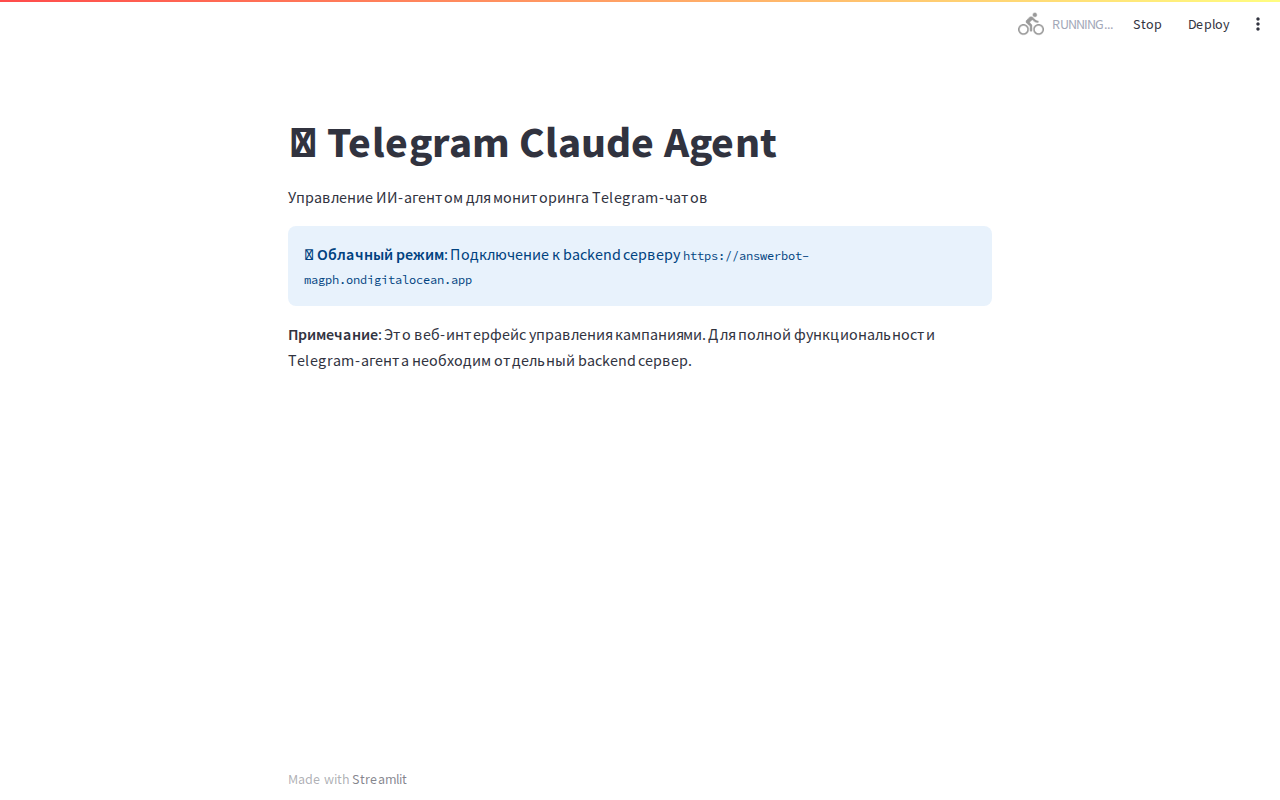 RUNNING...
Stop
Deploy
Telegram Claude Agent
Управление ИИ-агентом для мониторинга Telegram-чатов
Облачный режим: Подключение к backend серверу https://answerbot-
magph.ondigitalocean.app
Примечание: Это веб-интерфейс управления кампаниями. Для полной функциональности
Telegram-агента необходим отдельный backend сервер.
Made with Streamlit